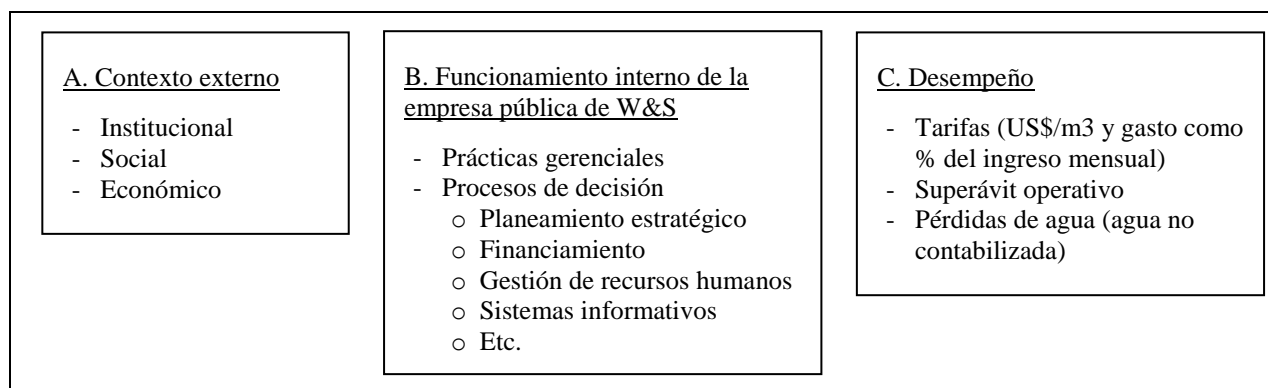 A. Contexto externo
- Institucional
- Social
- Económico
B. Funcionamiento interno de la
empresa pública de W&S
- Prácticas gerenciales
- Procesos de decisión
o Planeamiento estratégico
o Financiamiento
o Gestión de recursos humanos
o Sistemas informativos
o Etc.
C. Desempeño
- Tarifas (US$/m3 y gasto como
% del ingreso mensual)
- Superávit operativo
- Pérdidas de agua (agua no
contabilizada)